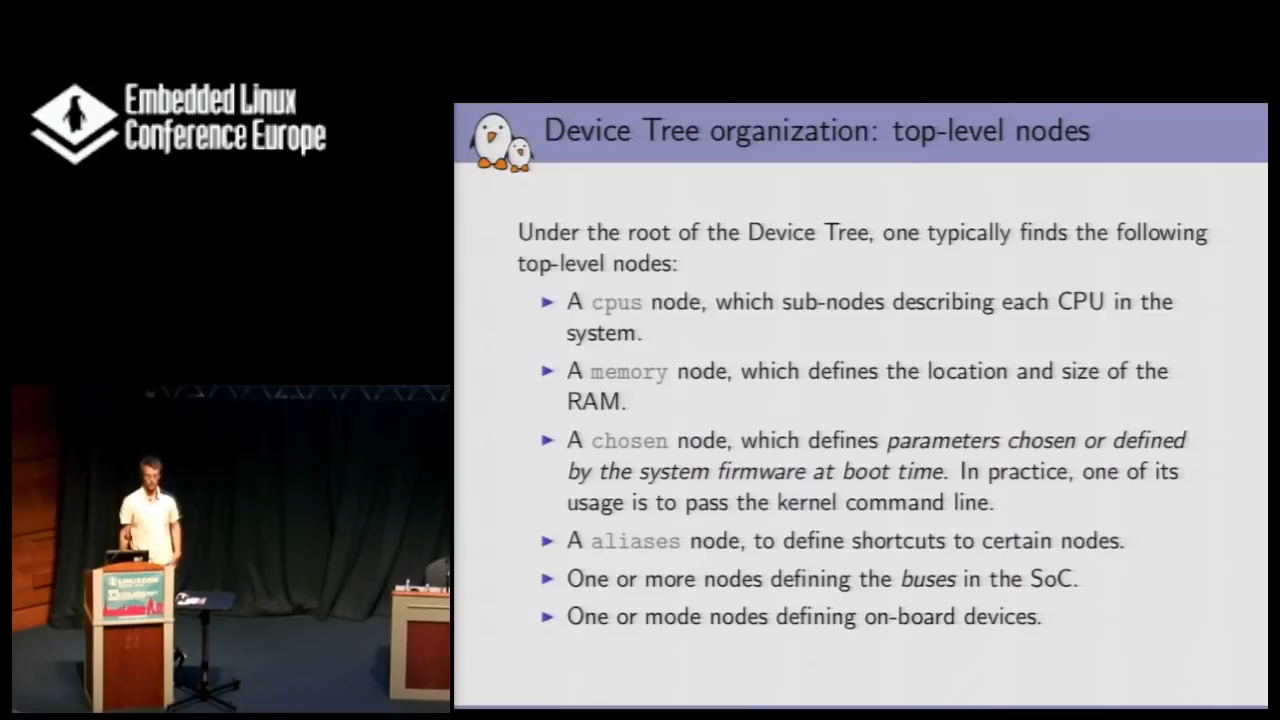 Embedded Linux
Conference Europe
Device Tree organization: top-level nodes
Under the root of the Device Tree, one typically finds the following
top-level nodes:
A cpus node, which sub-nodes describing each CPU in the
system.
A memory node, which defines the location and size of the
RAM.
A chosen node, which defines parameters chosen or defined
by the system firmware at boot time. In practice, one of its
usage is to pass the kernel command line.
A aliases node, to define shortcuts to certain nodes.
One or more nodes defining the buses in the SoC.
One or mode nodes defining on-board devices.
LINUXCON